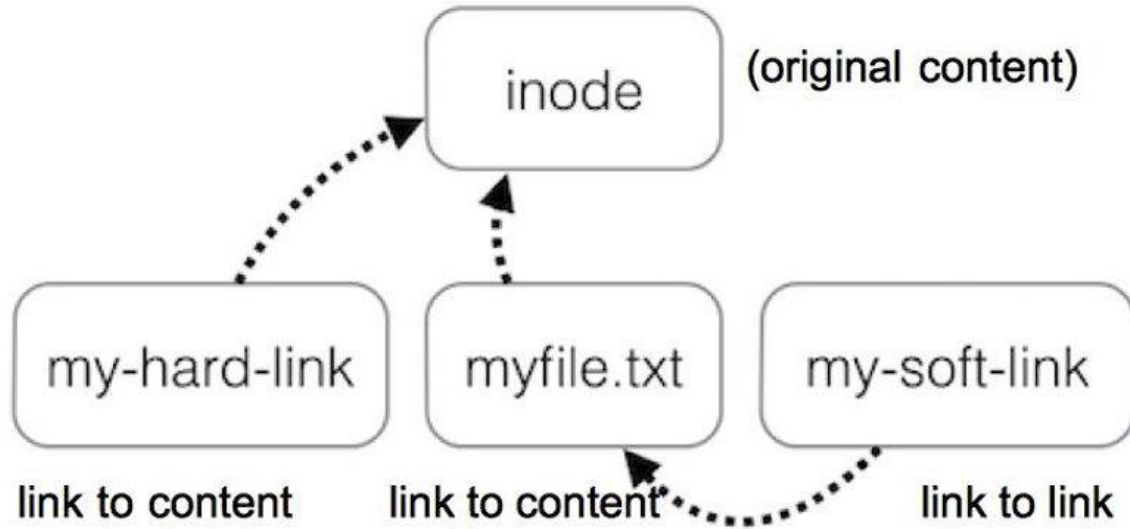 inode
(original content)
my-hard-link
myfile.txt
my-soft-link
link to content
link to content
link to link